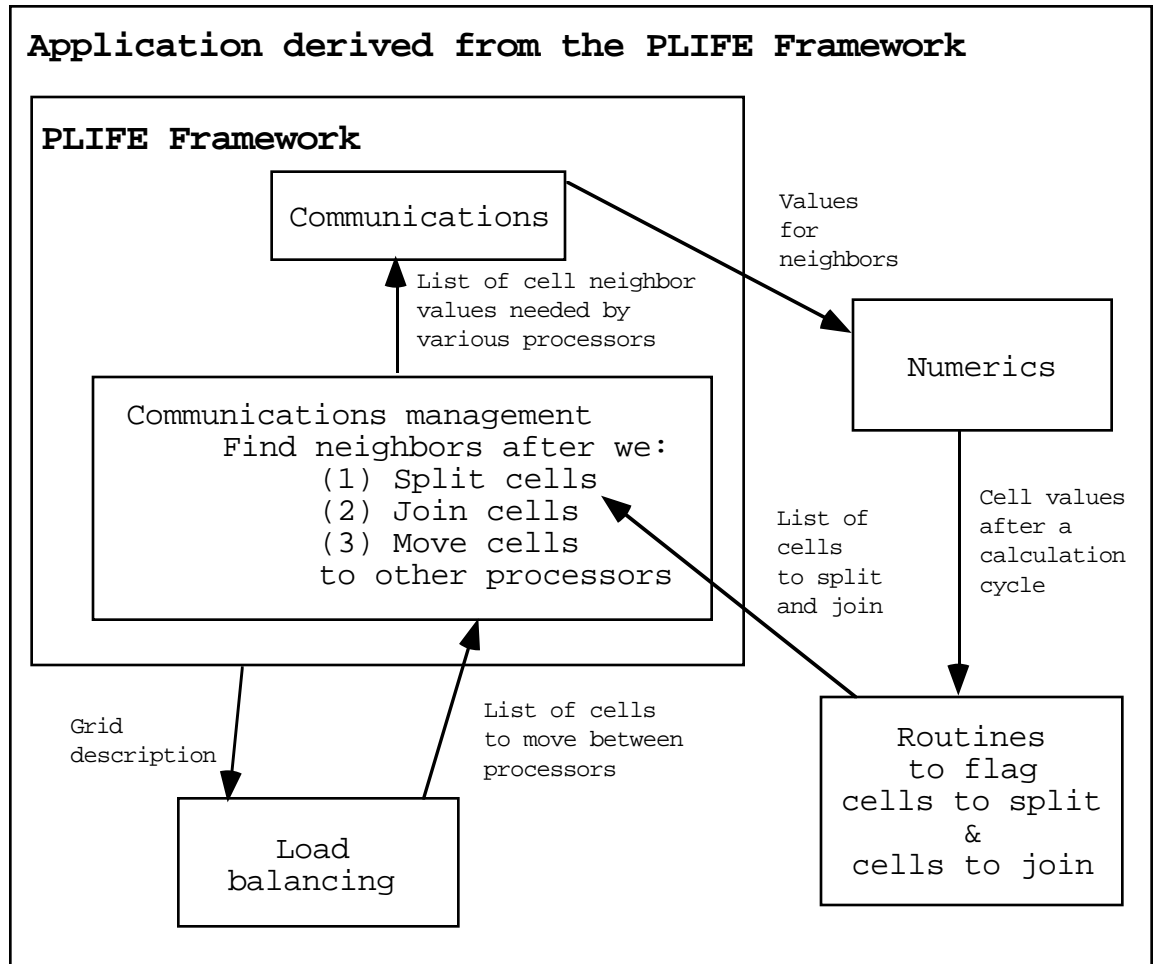 Application derived from the PLIFE Framework
PLIFE Framework
Communications
Values
for
neighbors
List of cell neighbor
values needed by
various processors
Numerics
Communications management
Find neighbors after we:
(1) Split cells
(2) Join cells
(3) Move cells
to other processors
Cell values
after a
calculation
cycle
List of
cells
to split
and join
Grid
description
List of cells
to move between
processors
Routines
to flag
cells to split
&
cells to join
Load
balancing